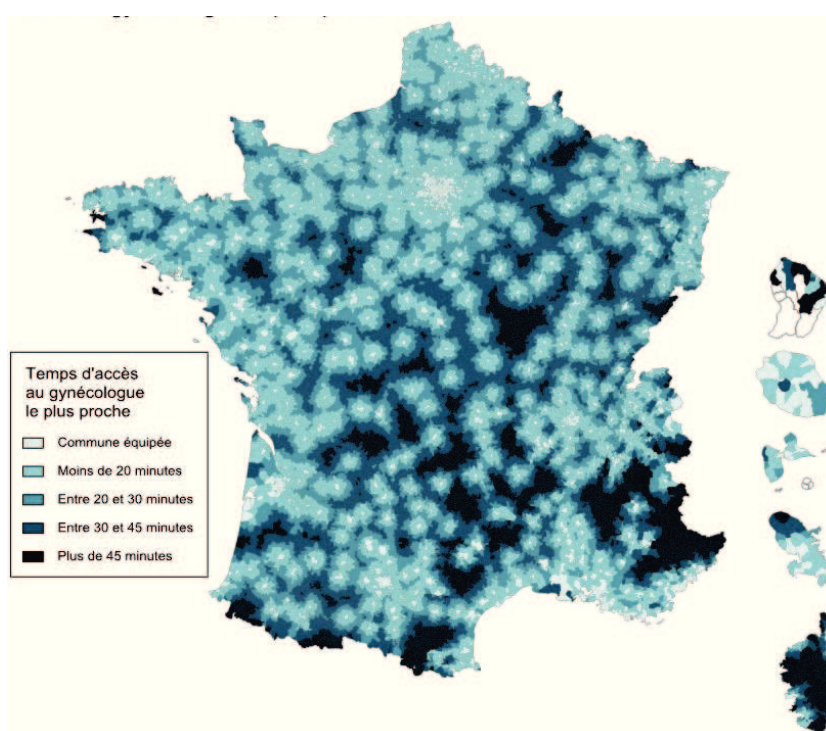 Temps d'accès
au gynécologue
le plus proche
Commune équipée
Moins de 20 minutes
Entre 20 et 30 minutes
Entre 30 et 45 minutes
Plus de 45 minutes